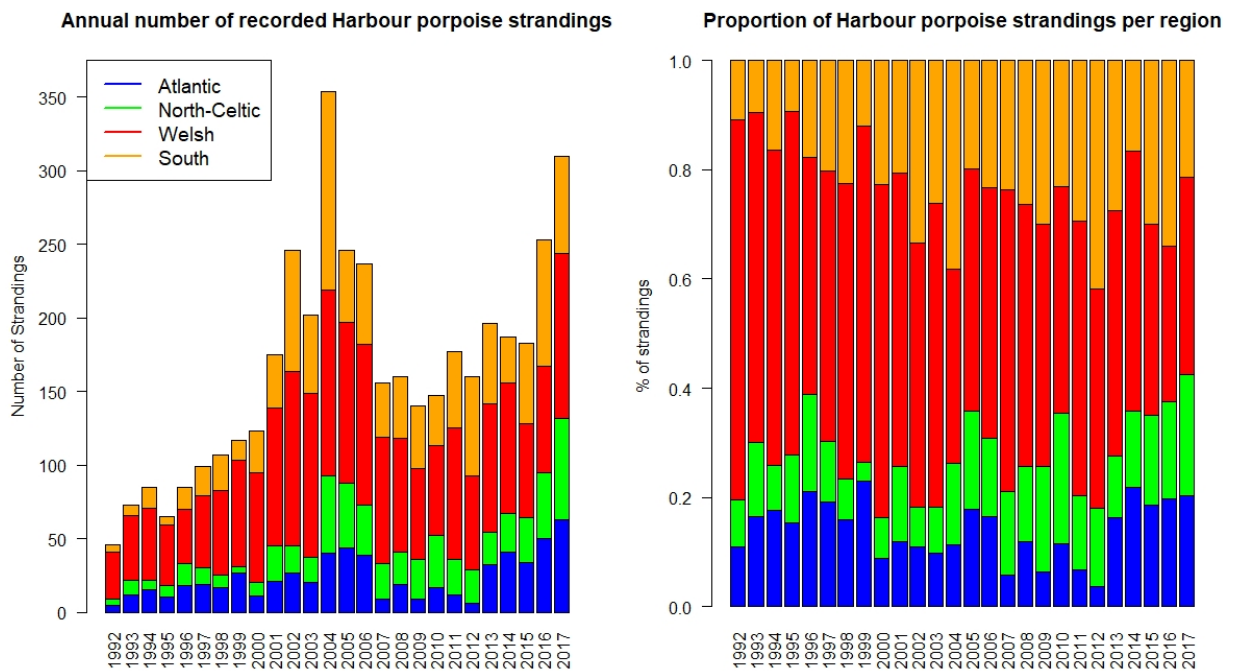 Annual number of recorded Harbour porpoise strandings
Number of Strandings
350
300
250
200
150
100
50
0
Atlantic
North-Celtic
Welsh
South
1992 1993 1994 1995 1996 1997 1998 1999 2000 2001 2002 2003 2004 2005 2006 2007 2008 2009 2010 2011 2012 2013 2014 2015 2016 2017
Proportion of Harbour porpoise strandings per region
% of strandings
1.0
0.8
0.6
0.4
0.2
0.0
1992 1993 1994 1995 1996 1997 1998 1999 2000 2001 2002 2003 2004 2005 2006 2007 2008 2009 2010 2011 2012 2013 2014 2015 2016 2017